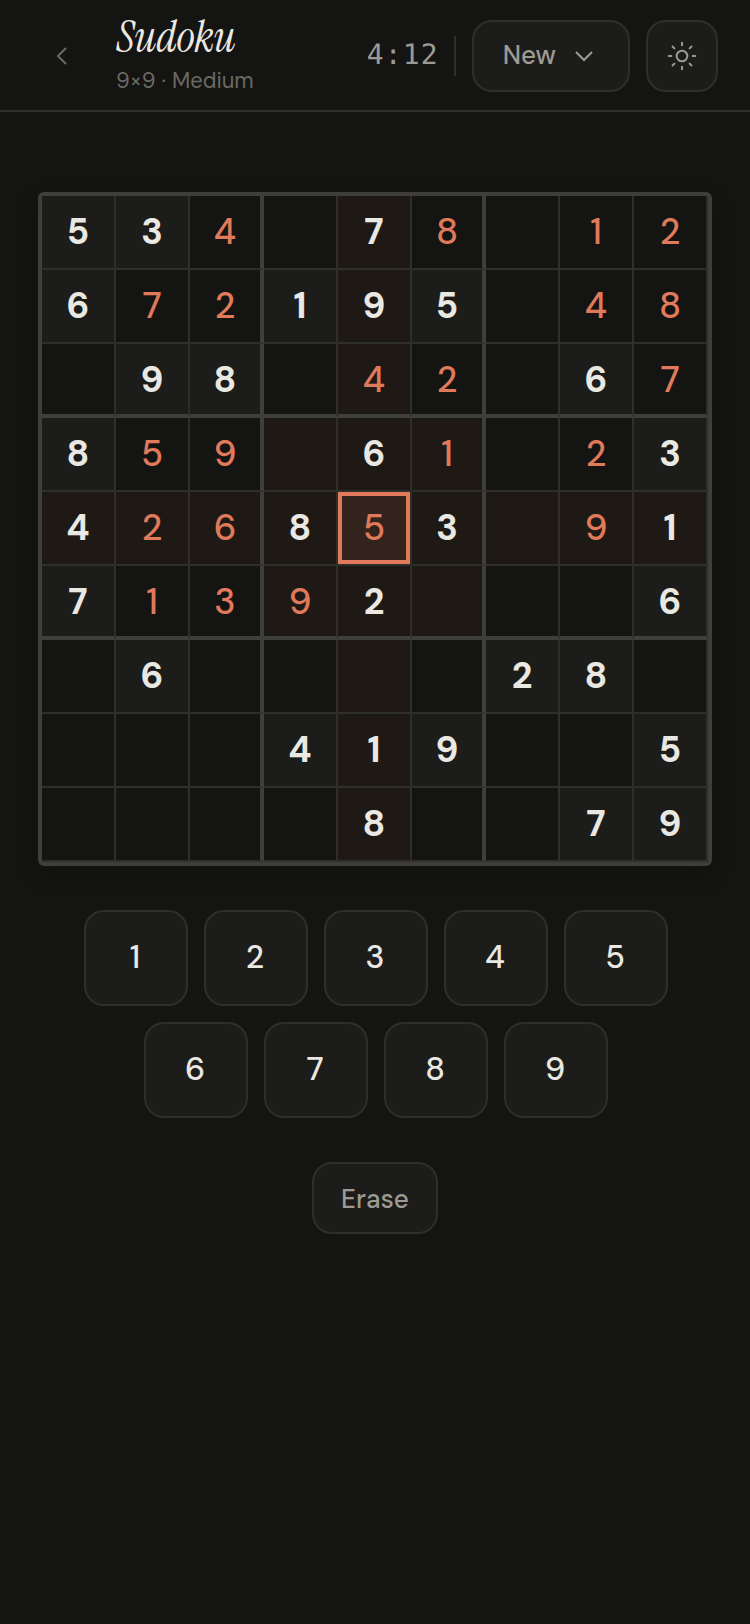 Sudoku
9×9 · Medium
4:12
New
5 3 4 7 8 1 2
6 7 2 1 9 5 4 8
9 8 4 2 6 7
8 5 9 6 1 2 3
4 2 6 8 5 3 9 1
7 1 3 9 2 6
6 2 8
4 1 9 5
8 7 9
1 2 3 4 5
6 7 8 9
Erase